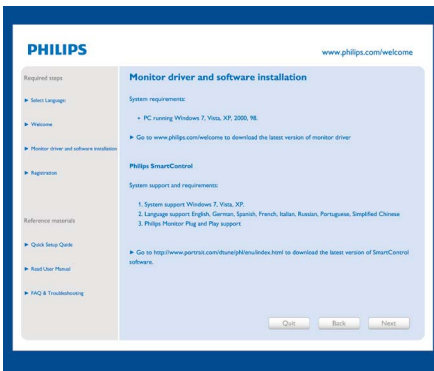 PHILIPS
www.philips.com/welcome
Required steps
► Select Language:
► Welcome
► Monitor driver and software installation
► Registration
Reference materials
► Quick Setup Quide
► Read User Manual
► FAQ & Troubleshooting
Monitor driver and software installation
System requirements:
• PC running Windows 7, Vista, XP, 2000, 98.
► Go to www.philips.com/welcome to download the latest version of monitor driver
Philips SmartControl
System support and requirements:
1. System support Windows 7, Vista, XP.
2. Language support English, German, Spanish, French, Italian, Russian, Portuguese, Simplified Chinese
3. Philips Monitor Plug and Play support
► Go to http://www.portrait.com/dtune/phl/enu/index.html to download the latest version of SmartControl
software.
Quit
Back
Next